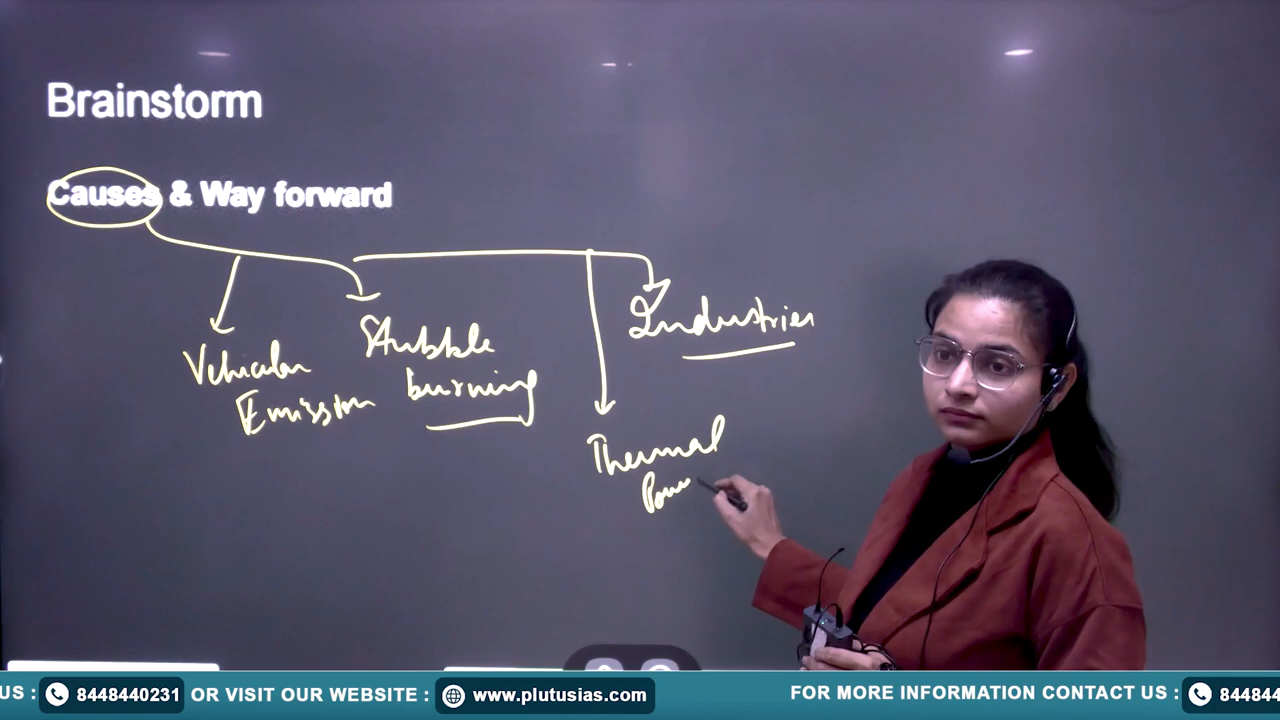 Brainstorm
Causes & Way forward
Industries
Stubble
burning
Vehicular
Emission
Thermal
US : 8448440231 OR VISIT OUR WEBSITE : www.plutusias.com FOR MORE INFORMATION CONTACT US : 84484